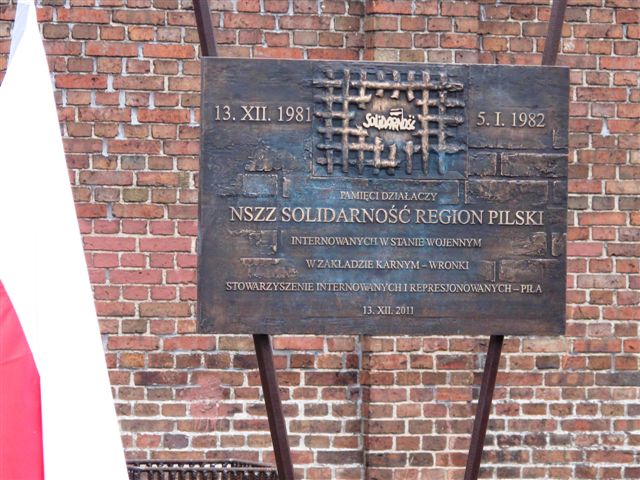 13. XII. 1981
SOLIDARNOŚĆ
5. I. 1982
PAMIĘCI DZIAŁACZY
NSZZ SOLIDARNOŚĆ REGION PILSKI
INTERNOWANYCH W STANIE WOJENNYM
W ZAKŁADZIE KARNYM – WRONKI
STOWARZYSZENIE INTERNOWANYCH I REPRESJONOWANYCH – PIŁA
13. XII. 2011